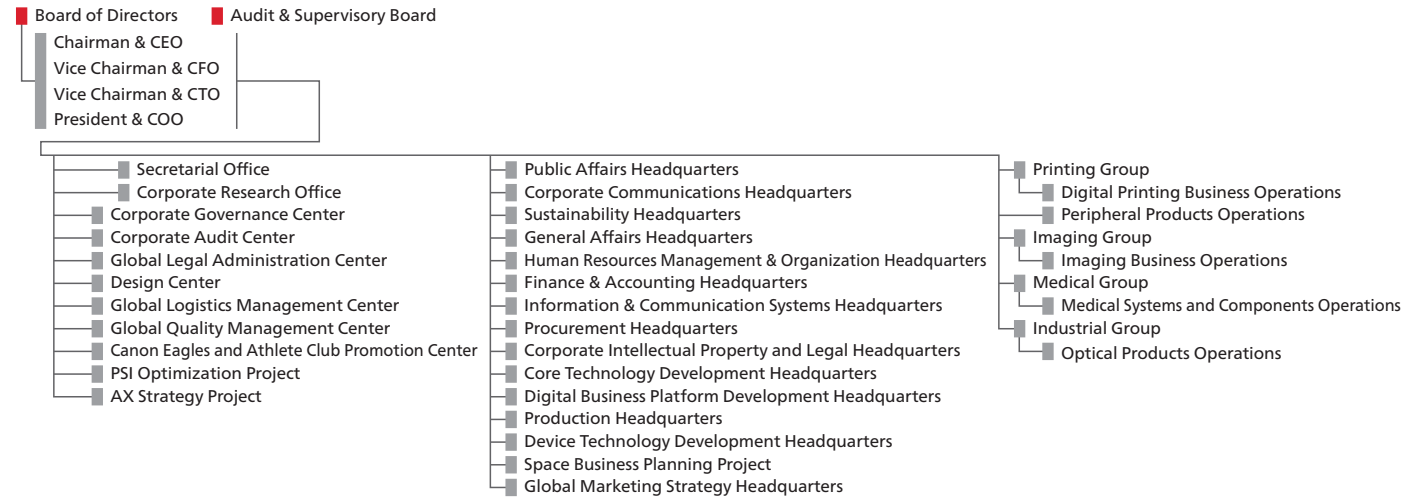 Board of Directors
Audit & Supervisory Board
Chairman & CEO
Vice Chairman & CFO
Vice Chairman & CTO
President & COO
Secretarial Office
Corporate Research Office
Corporate Governance Center
Corporate Audit Center
Global Legal Administration Center
Design Center
Global Logistics Management Center
Global Quality Management Center
Canon Eagles and Athlete Club Promotion Center
PSI Optimization Project
AX Strategy Project
Public Affairs Headquarters
Corporate Communications Headquarters
Sustainability Headquarters
General Affairs Headquarters
Human Resources Management & Organization Headquarters
Finance & Accounting Headquarters
Information & Communication Systems Headquarters
Procurement Headquarters
Corporate Intellectual Property and Legal Headquarters
Core Technology Development Headquarters
Digital Business Platform Development Headquarters
Production Headquarters
Device Technology Development Headquarters
Space Business Planning Project
Global Marketing Strategy Headquarters
Printing Group
Digital Printing Business Operations
Peripheral Products Operations
Imaging Group
Imaging Business Operations
Medical Group
Medical Systems and Components Operations
Industrial Group
Optical Products Operations